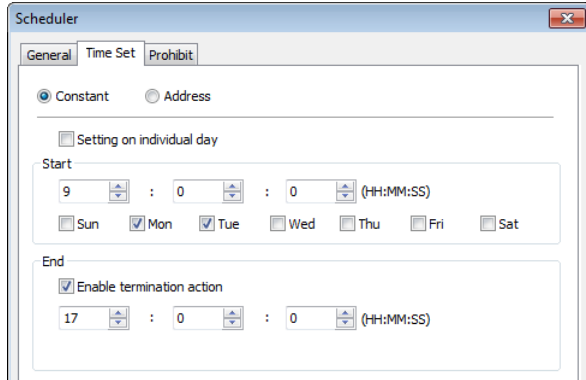 Scheduler
General Time Set Prohibit
Constant Address
Setting on individual day
Start
9 : 0 : 0 (HH:MM:SS)
Sun Mon Tue Wed Thu Fri Sat
End
Enable termination action
17 : 0 : 0 (HH:MM:SS)